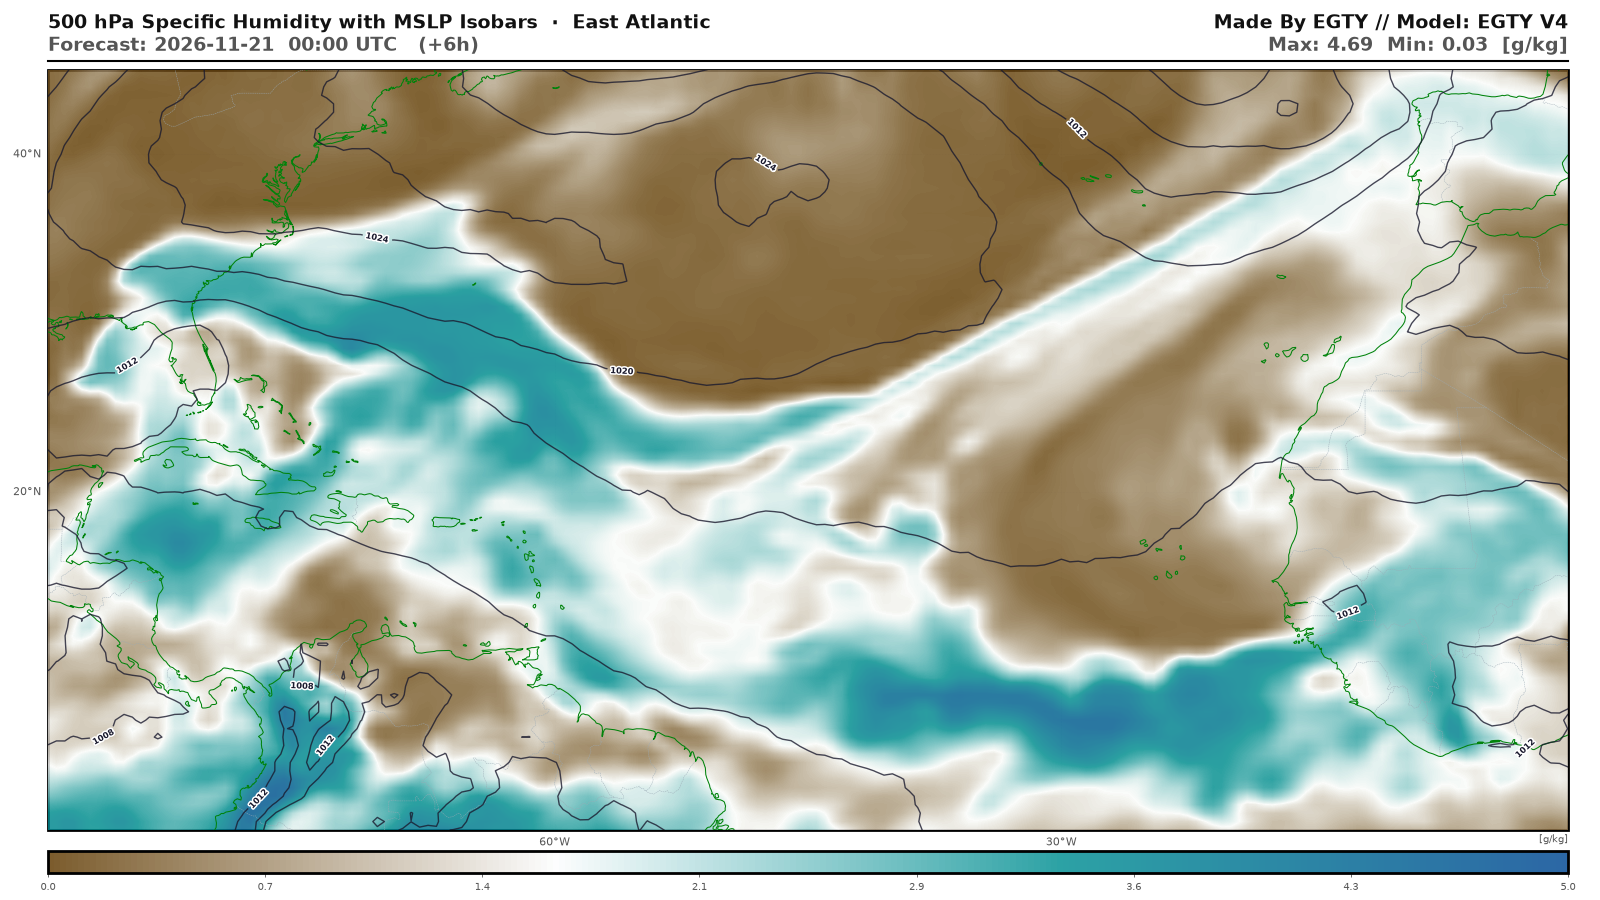 500 hPa Specific Humidity with MSLP Isobars · East Atlantic
Made By EGTY // Model: EGTY V4
Forecast: 2026-11-21 00:00 UTC (+6h)
Max: 4.69 Min: 0.03 [g/kg]
1012
40°N
1024
1024
1012
1020
20°N
1012
1008
1008
1012
1012
1012
60°W
30°W
[g/kg]
0.0
0.7
1.4
2.1
2.9
3.6
4.3
5.0